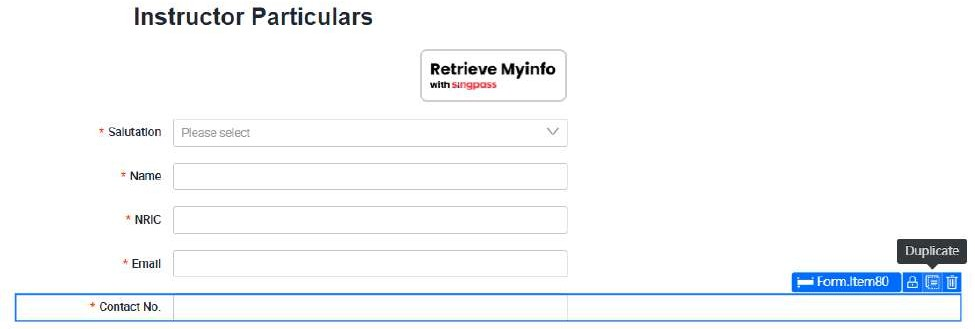 Instructor Particulars
Retrieve Myinfo
with singpass
* Salutation Please select
* Name
* NRIC
* Email
Duplicate
Form.Item80
* Contact No.